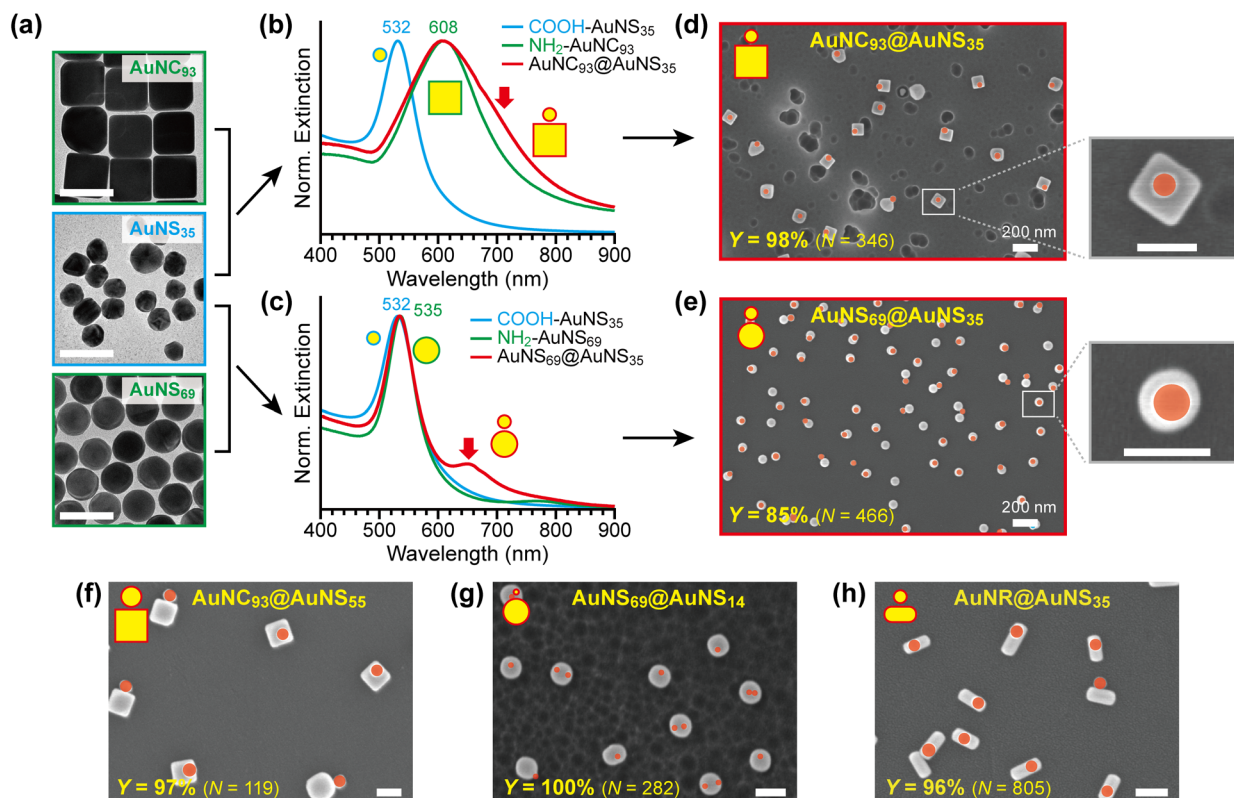 (a)
AuNC₉₃
AuNS₃₅
AuNS₆₉
(b)
532
608
COOH-AuNS₃₅
NH₂-AuNC₉₃
AuNC₉₃@AuNS₃₅
Norm. Extinction
400 500 600 700 800 900
Wavelength (nm)
(c)
532
535
COOH-AuNS₃₅
NH₂-AuNS₆₉
AuNS₆₉@AuNS₃₅
Norm. Extinction
400 500 600 700 800 900
Wavelength (nm)
(d)
AuNC₉₃@AuNS₃₅
Y = 98% (N = 346)
200 nm
(e)
AuNS₆₉@AuNS₃₅
Y = 85% (N = 466)
200 nm
(f)
AuNC₉₃@AuNS₅₅
Y = 97% (N = 119)
(g)
AuNS₆₉@AuNS₁₄
Y = 100% (N = 282)
(h)
AuNR@AuNS₃₅
Y = 96% (N = 805)